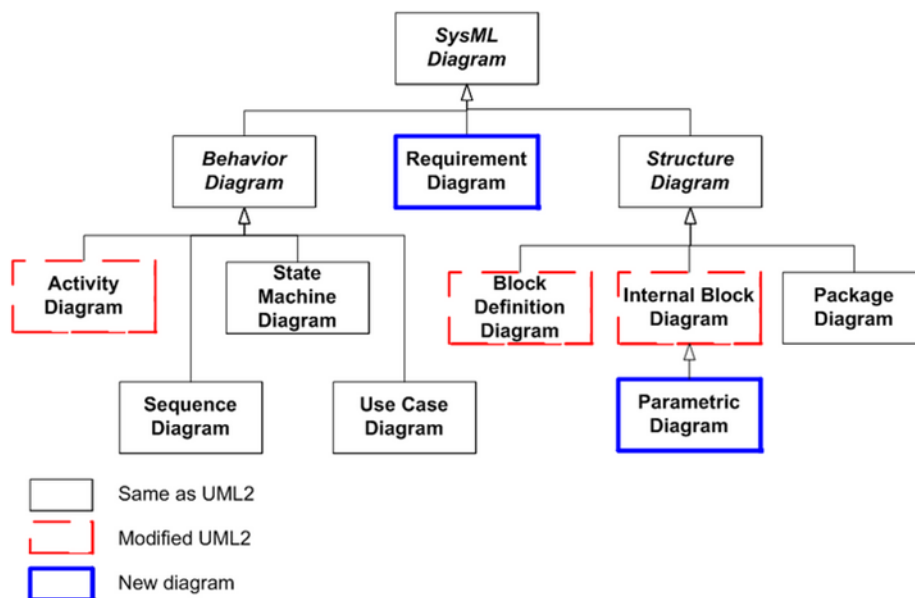 SysML
Diagram
Behavior
Diagram
Requirement
Diagram
Structure
Diagram
Activity
Diagram
State
Machine
Diagram
Block
Definition
Diagram
Internal Block
Diagram
Package
Diagram
Sequence
Diagram
Use Case
Diagram
Parametric
Diagram
Same as UML2
Modified UML2
New diagram